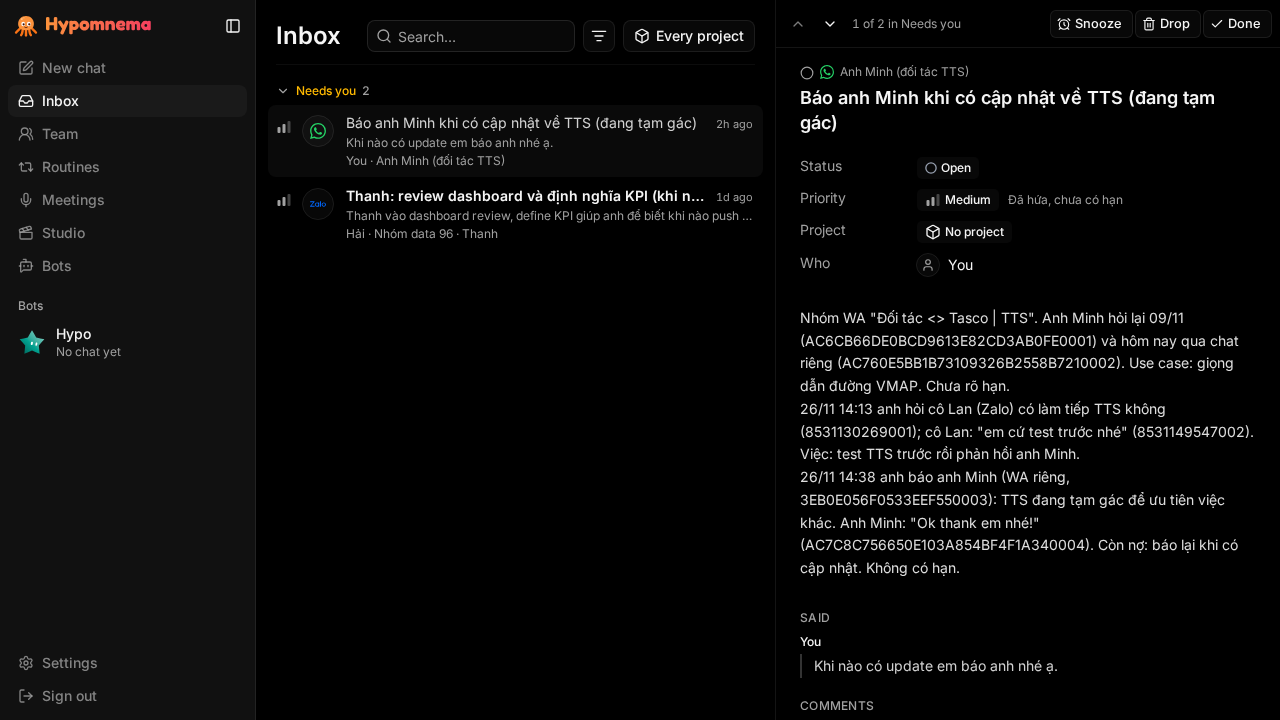 Hypomnema
New chat
Inbox
Team
Routines
Meetings
Studio
Bots
Bots
Hypo
No chat yet
Settings
Sign out
Inbox
Search...
Every project
Needs you 2
Báo anh Minh khi có cập nhật về TTS (đang tạm gác)
2h ago
Khi nào có update em báo anh nhé ạ.
You · Anh Minh (đối tác TTS)
Zalo
Thanh: review dashboard và định nghĩa KPI (khi n...
1d ago
Thanh vào dashboard review, define KPI giúp anh để biết khi nào push ...
Hải · Nhóm data 96 · Thanh
1 of 2 in Needs you
Snooze
Drop
Done
Anh Minh (đối tác TTS)
Báo anh Minh khi có cập nhật về TTS (đang tạm
gác)
Status
Open
Priority
Medium
Đã hứa, chưa có hạn
Project
No project
Who
You
Nhóm WA "Đối tác <> Tasco | TTS". Anh Minh hỏi lại 09/11
(AC6CB66DE0BCD9613E82CD3AB0FE0001) và hôm nay qua chat
riêng (AC760E5BB1B73109326B2558B7210002). Use case: giọng
dẫn đường VMAP. Chưa rõ hạn.
26/11 14:13 anh hỏi cô Lan (Zalo) có làm tiếp TTS không
(8531130269001); cô Lan: "em cứ test trước nhé" (8531149547002).
Việc: test TTS trước rồi phản hồi anh Minh.
26/11 14:38 anh báo anh Minh (WA riêng,
3EB0E056F0533EEF550003): TTS đang tạm gác để ưu tiên việc
khác. Anh Minh: "Ok thank em nhé!"
(AC7C8C756650E103A854BF4F1A340004). Còn nợ: báo lại khi có
cập nhật. Không có hạn.
SAID
You
Khi nào có update em báo anh nhé ạ.
COMMENTS